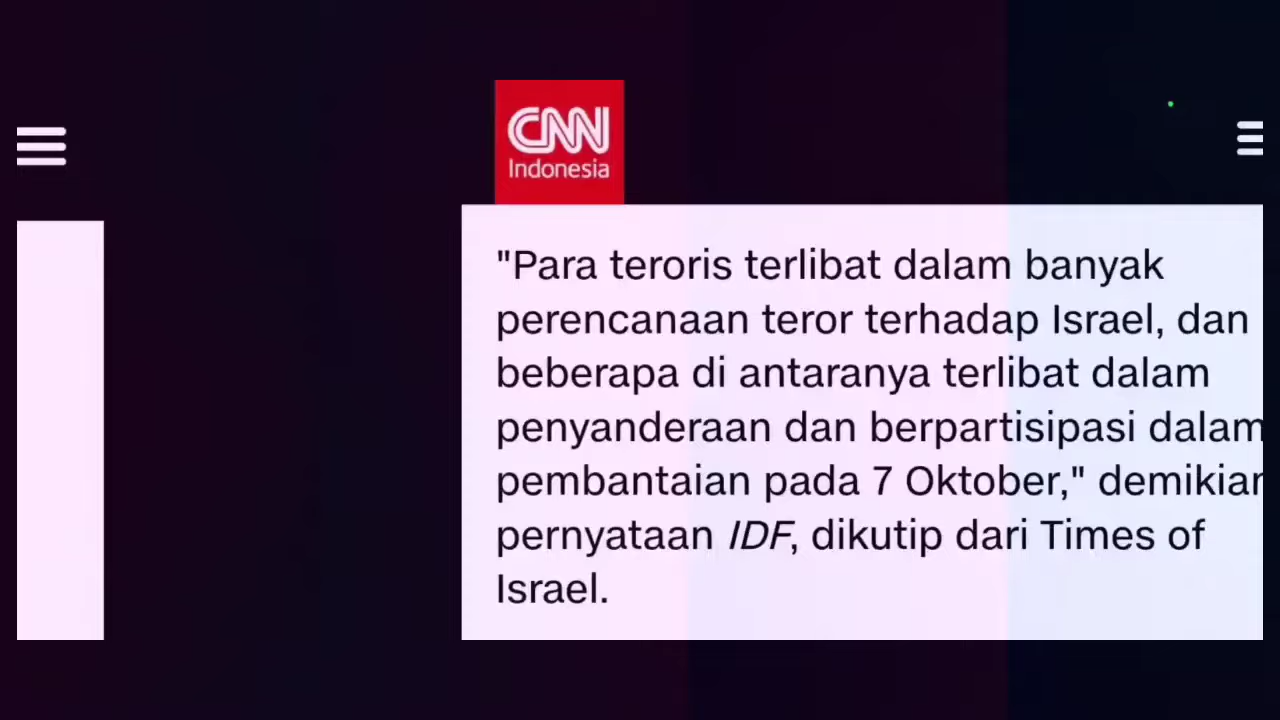 CNN
Indonesia
"Para teroris terlibat dalam banyak
perencanaan teror terhadap Israel, dan
beberapa di antaranya terlibat dalam
penyanderaan dan berpartisipasi dalam
pembantaian pada 7 Oktober," demikian
pernyataan IDF, dikutip dari Times of
Israel.